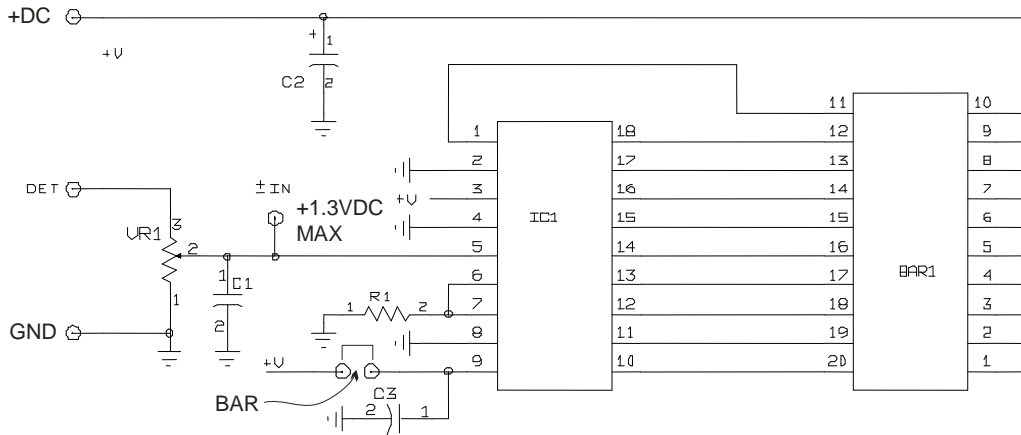 +DC
+V
+ 1
C2
2
DET
3
VR1
2
1
GND
±IN
+1.3VDC
MAX
1
C1
2
1 R1 2
+V
BAR
C3
2 1
1 18
2 17
+V 3 16
4 15
5 14
6 13
7 12
8 11
9 10
IC1
11 10
12 9
13 8
14 7
15 6
16 5
17 4
18 3
19 2
20 1
BAR1